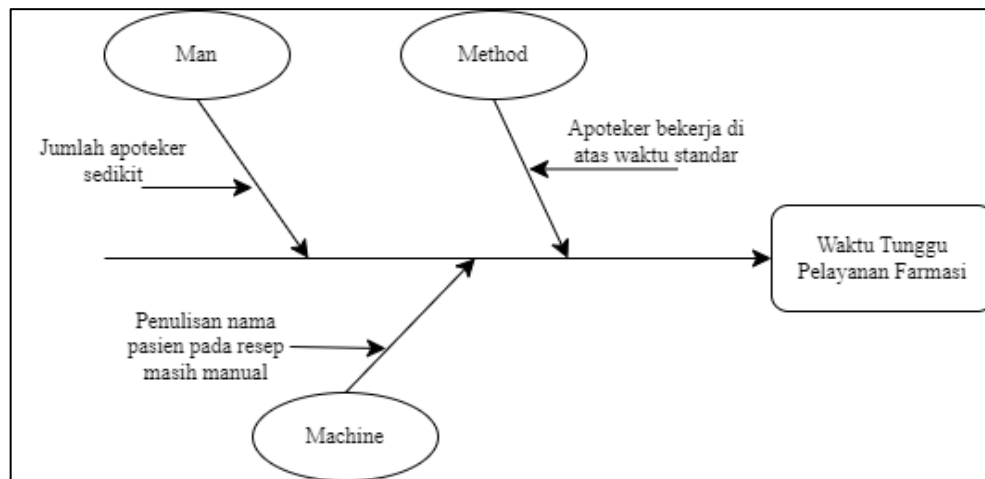 Man
Method
Jumlah apoteker
sedikit
Apoteker bekerja di
atas waktu standar
Waktu Tunggu
Pelayanan Farmasi
Penulisan nama
pasien pada resep
masih manual
Machine